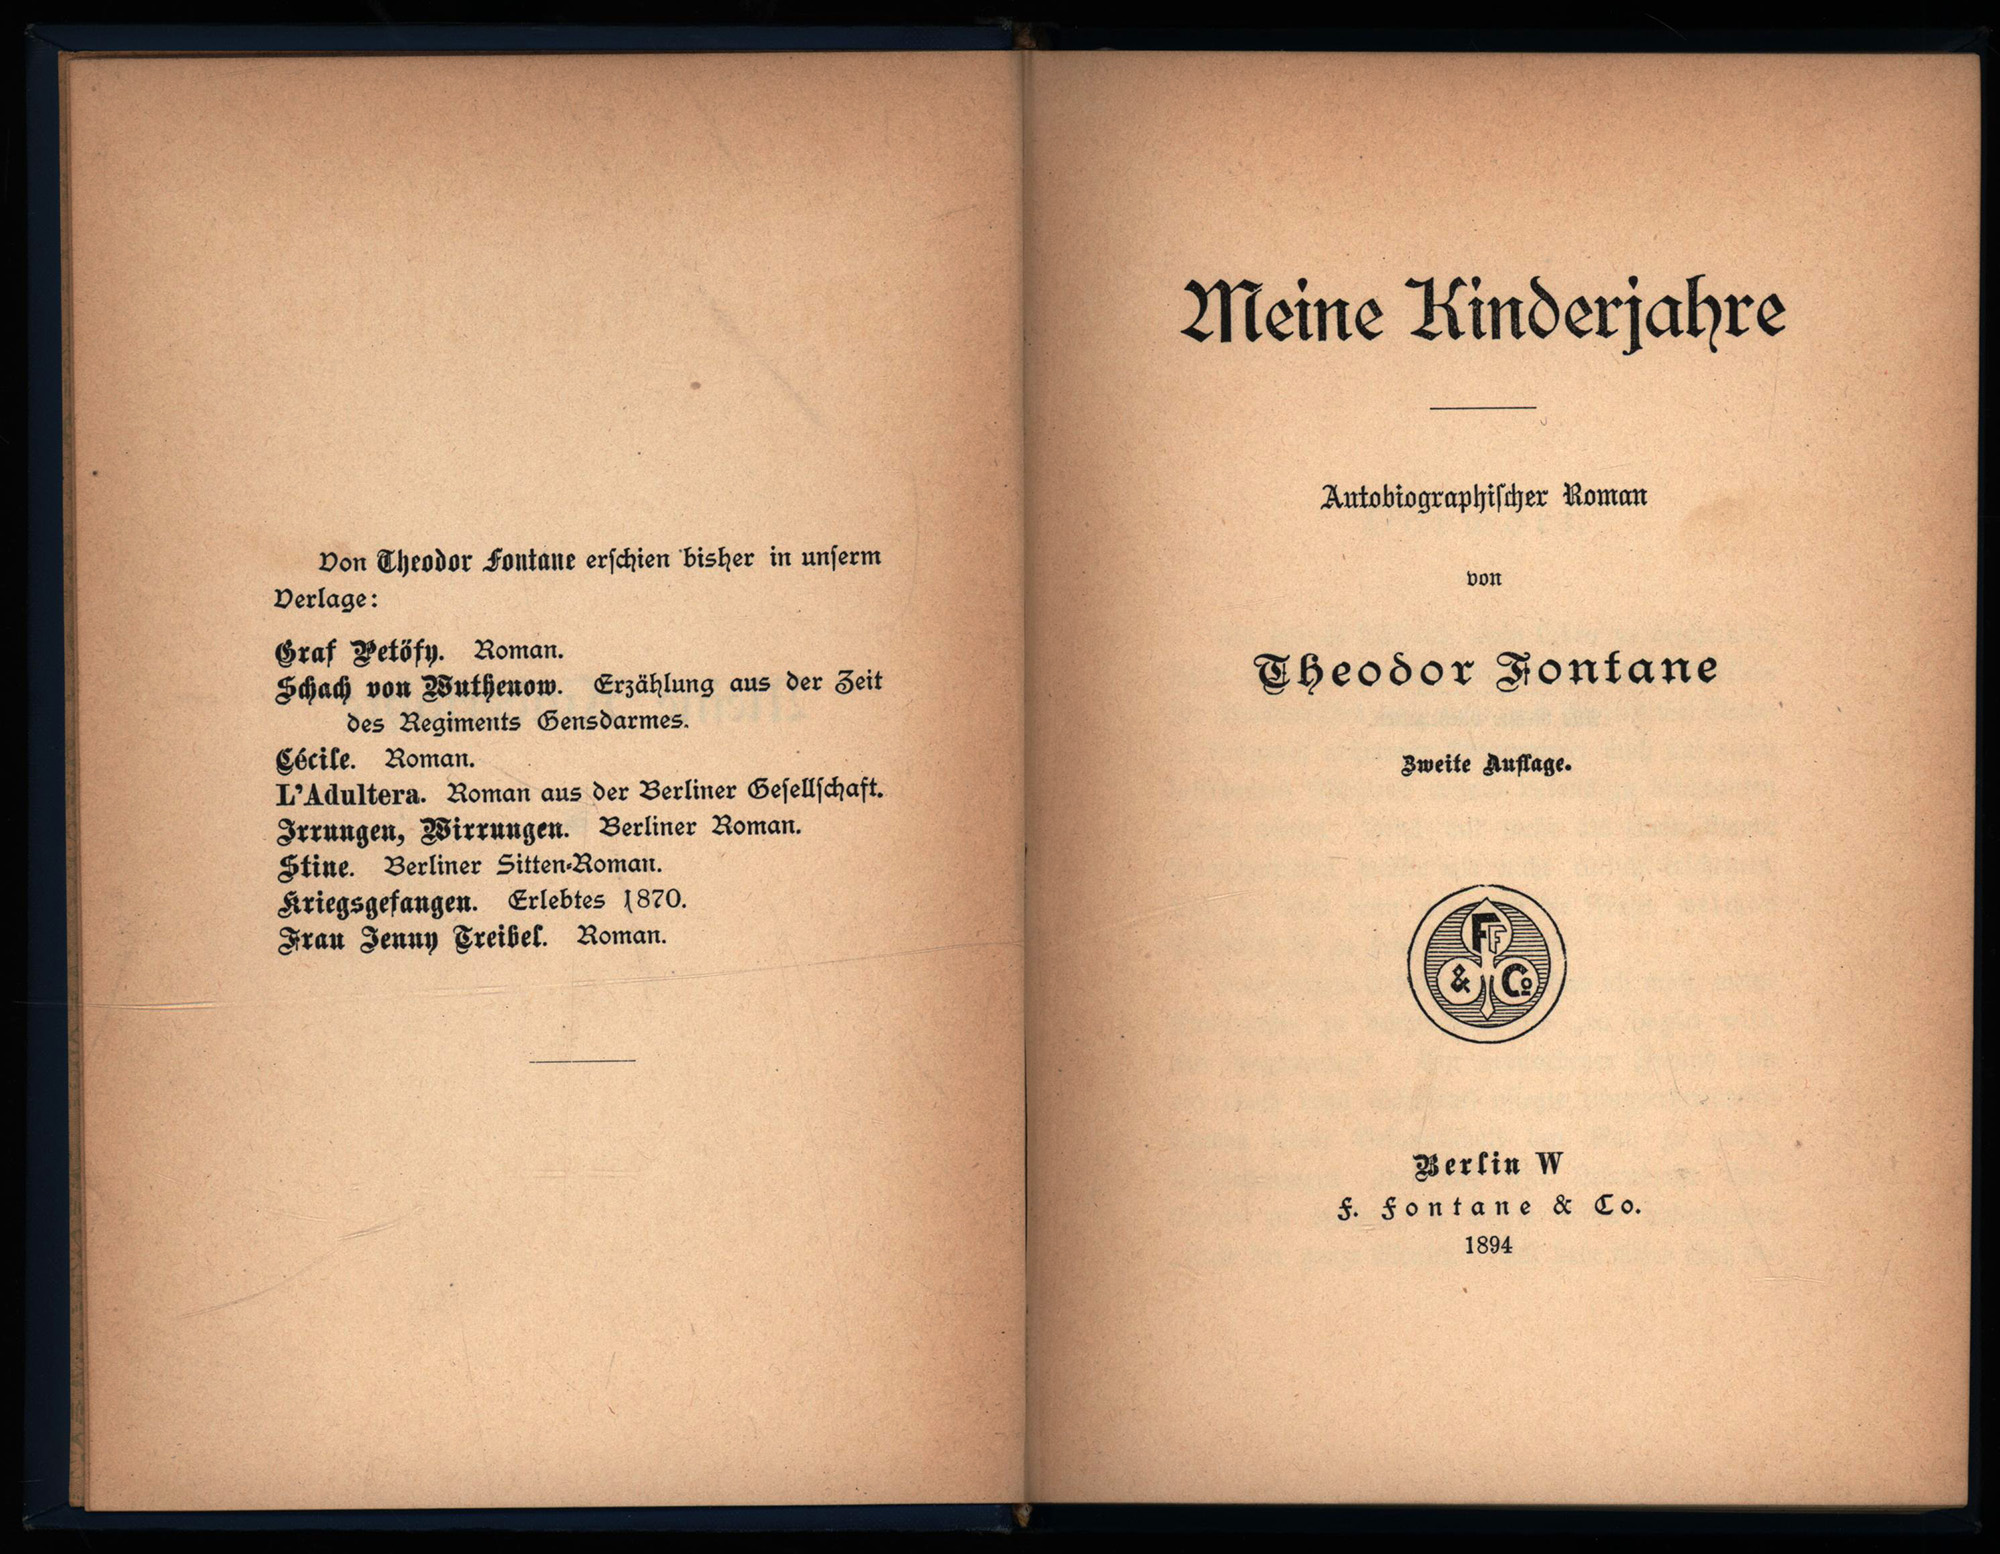 Von Theodor Fontane erſchien bisher in unſerm
Verlage:
Graf Petöfy. Roman.
Schach von Wuthenow. Erzählung aus der Zeit
des Regiments Gensdarmes.
Cécile. Roman.
L'Adultera. Roman aus der Berliner Geſellſchaft.
Irrungen, Wirrungen. Berliner Roman.
Stine. Berliner Sitten-Roman.
Kriegsgefangen. Erlebtes 1870.
Frau Jenny Treibel. Roman.
Meine Kinderjahre
Autobiographiſcher Roman
von
Theodor Fontane
Zweite Auflage.
FF
& Co
Berlin W
F. Fontane & Co.
1894